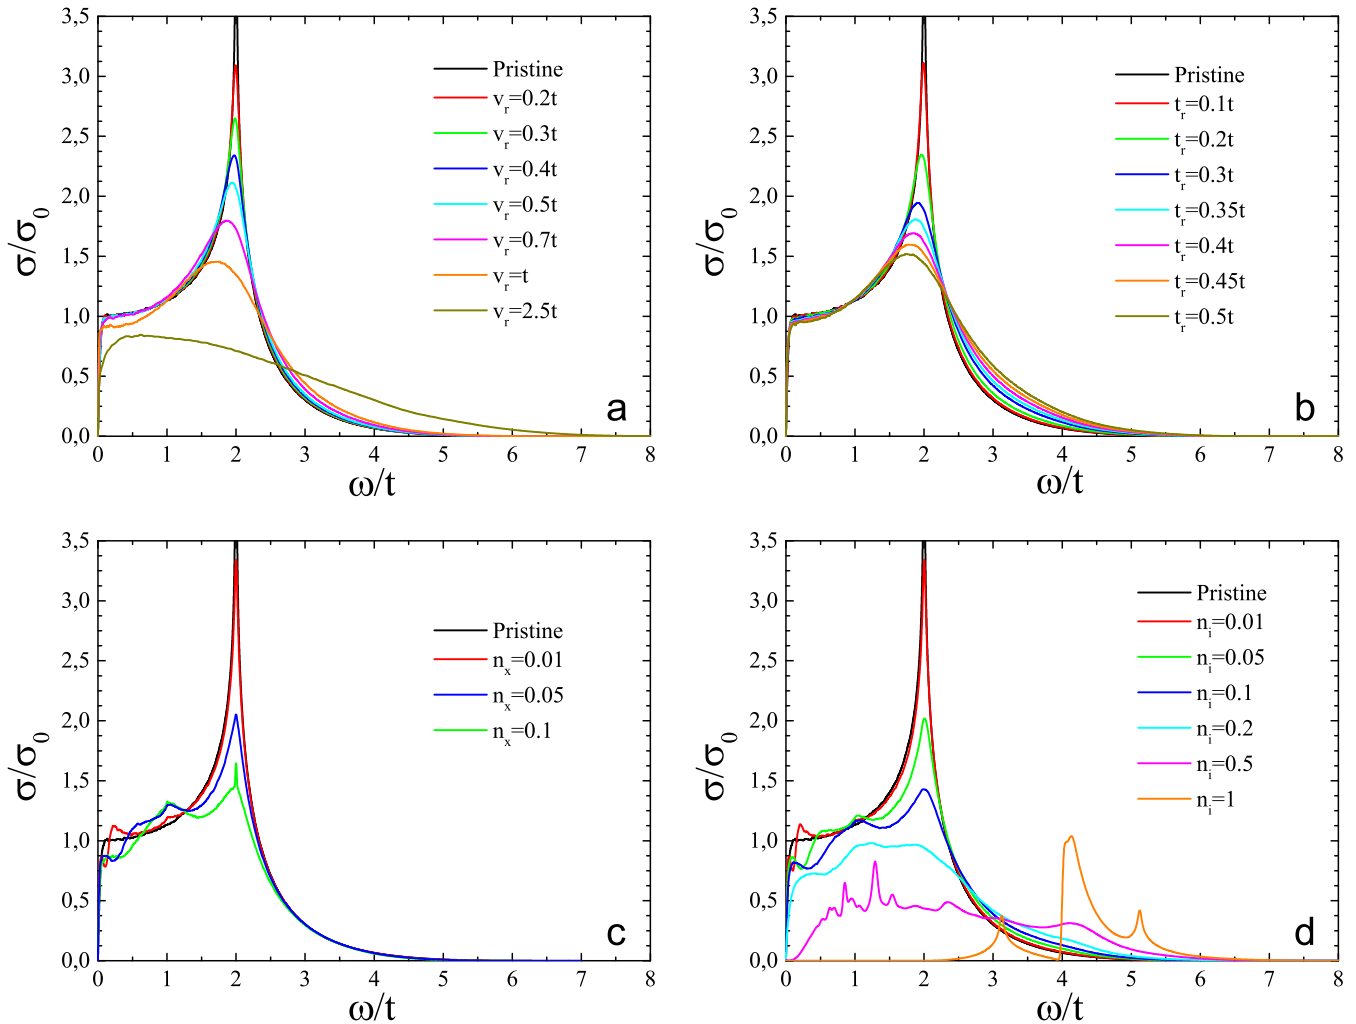 3,5
3,0
2,5
2,0
1,5
1,0
0,5
0,0
σ/σ0
0 1 2 3 4 5 6 7 8
ω/t
Pristine
vr=0.2t
vr=0.3t
vr=0.4t
vr=0.5t
vr=0.7t
vr=t
vr=2.5t
a
3,5
3,0
2,5
2,0
1,5
1,0
0,5
0,0
σ/σ0
0 1 2 3 4 5 6 7 8
ω/t
Pristine
tr=0.1t
tr=0.2t
tr=0.3t
tr=0.35t
tr=0.4t
tr=0.45t
tr=0.5t
b
3,5
3,0
2,5
2,0
1,5
1,0
0,5
0,0
σ/σ0
0 1 2 3 4 5 6 7 8
ω/t
Pristine
nx=0.01
nx=0.05
nx=0.1
c
3,5
3,0
2,5
2,0
1,5
1,0
0,5
0,0
σ/σ0
0 1 2 3 4 5 6 7 8
ω/t
Pristine
ni=0.01
ni=0.05
ni=0.1
ni=0.2
ni=0.5
ni=1
d